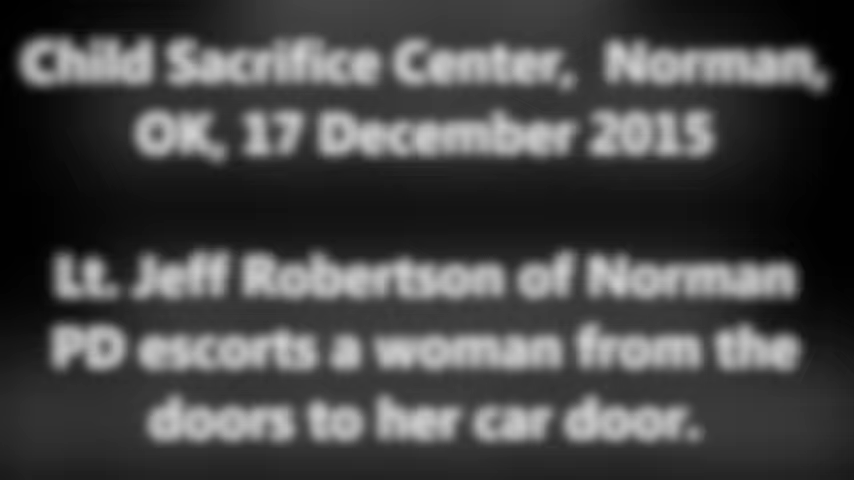 Child Sacrifice Center, Norman,
OK, 17 December 2015
Lt. Jeff Robertson of Norman
PD escorts a woman from the
doors to her car door.